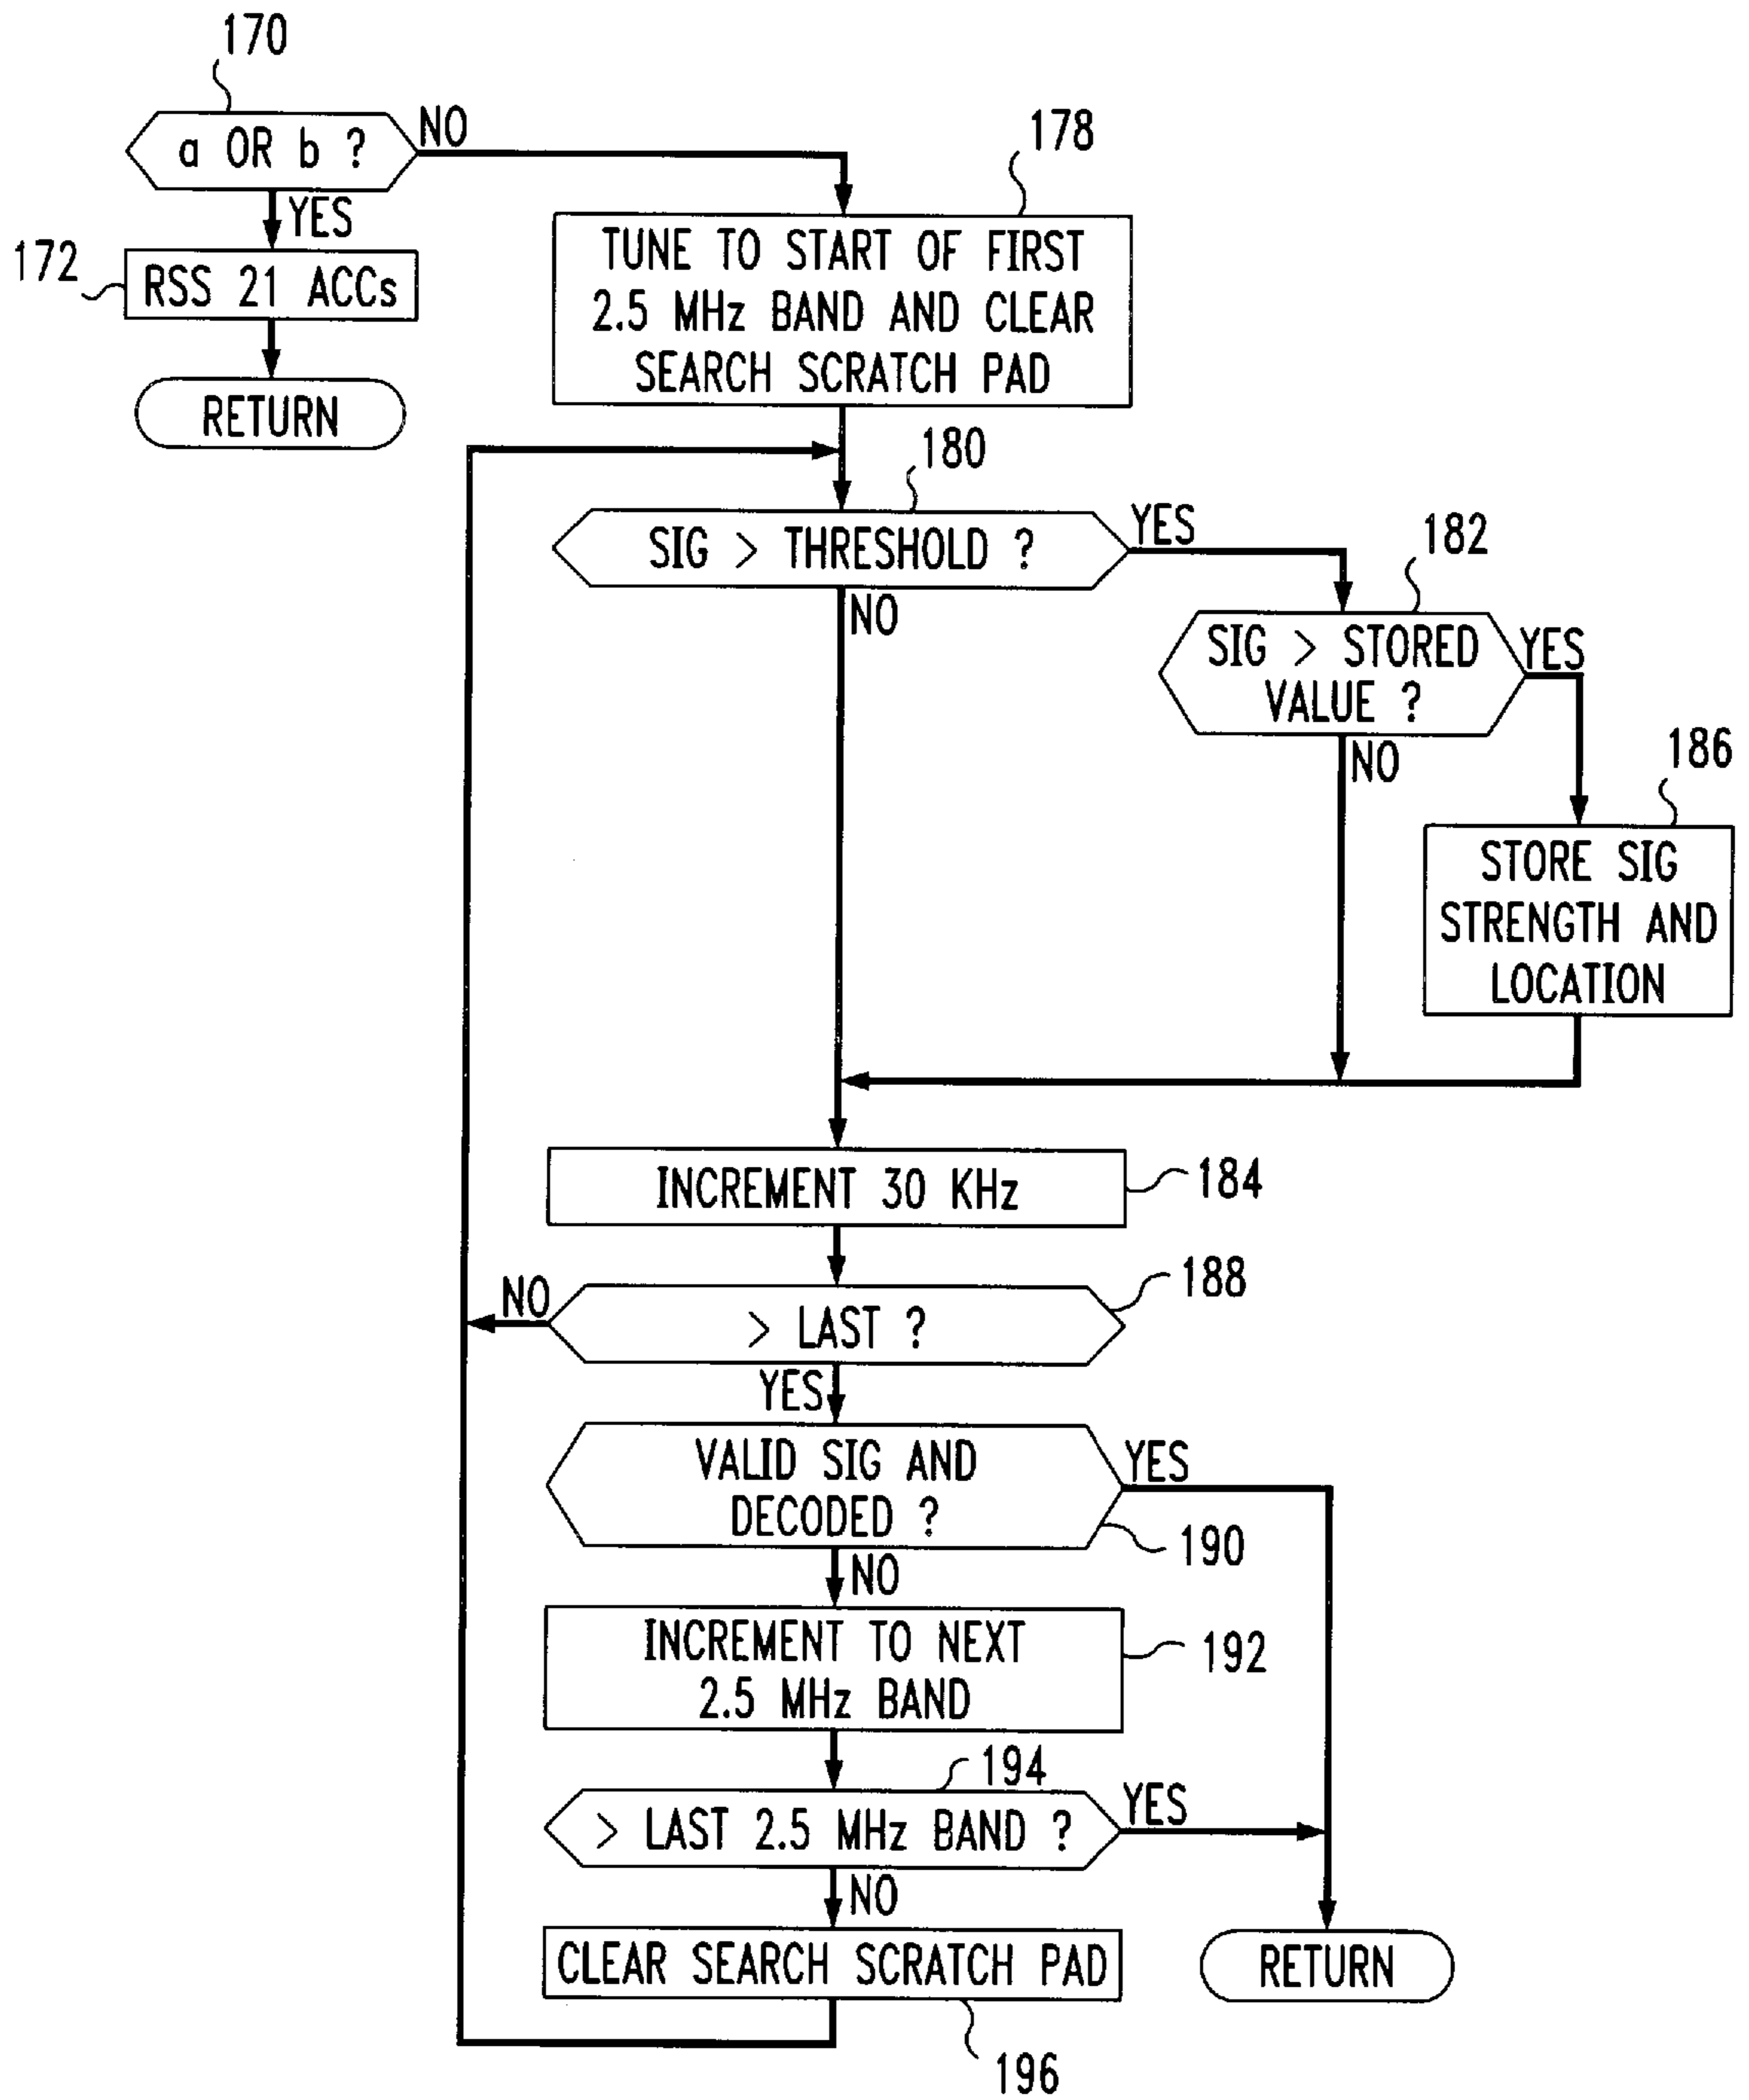 170
a OR b ?
NO
YES
172
RSS 21 ACCs
RETURN
178
TUNE TO START OF FIRST
2.5 MHz BAND AND CLEAR
SEARCH SCRATCH PAD
180
SIG > THRESHOLD ?
YES
NO
182
SIG > STORED
VALUE ?
YES
NO
186
STORE SIG
STRENGTH AND
LOCATION
INCREMENT 30 KHz
184
188
> LAST ?
NO
YES
VALID SIG AND
DECODED ?
YES
190
NO
INCREMENT TO NEXT
2.5 MHz BAND
192
194
> LAST 2.5 MHz BAND ?
YES
NO
CLEAR SEARCH SCRATCH PAD
196
RETURN